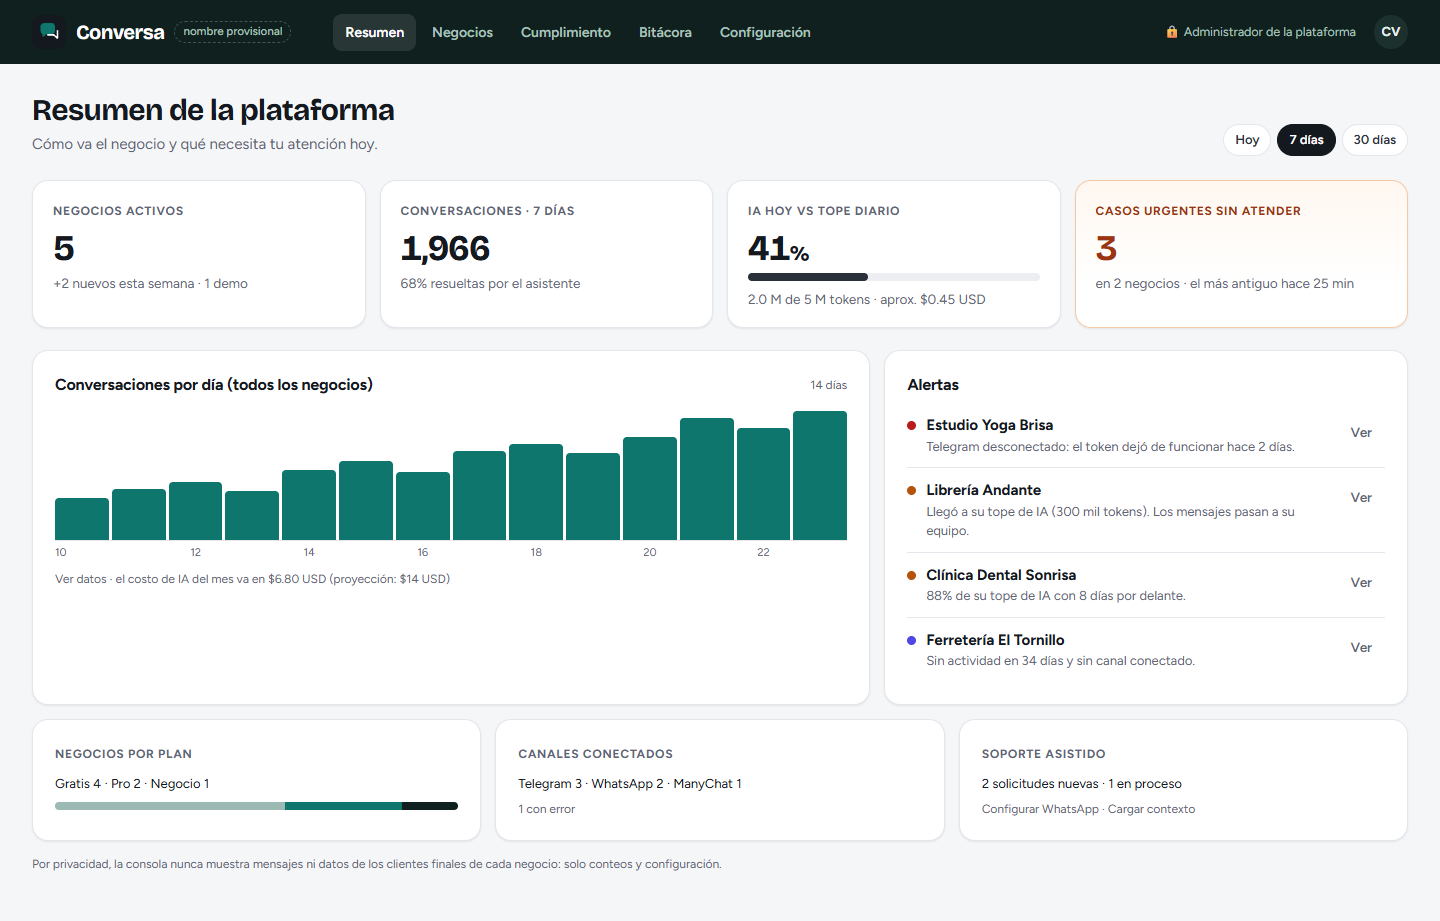 Conversa
nombre provisional
Resumen
Negocios
Cumplimiento
Bitácora
Configuración
Administrador de la plataforma
CV
Resumen de la plataforma
Cómo va el negocio y qué necesita tu atención hoy.
Hoy
7 días
30 días
NEGOCIOS ACTIVOS
5
+2 nuevos esta semana · 1 demo
CONVERSACIONES · 7 DÍAS
1,966
68% resueltas por el asistente
IA HOY VS TOPE DIARIO
41%
2.0 M de 5 M tokens · aprox. $0.45 USD
CASOS URGENTES SIN ATENDER
3
en 2 negocios · el más antiguo hace 25 min
Conversaciones por día (todos los negocios)
14 días
10
12
14
16
18
20
22
Ver datos · el costo de IA del mes va en $6.80 USD (proyección: $14 USD)
Alertas
Estudio Yoga Brisa
Telegram desconectado: el token dejó de funcionar hace 2 días.
Ver
Librería Andante
Llegó a su tope de IA (300 mil tokens). Los mensajes pasan a su
equipo.
Ver
Clínica Dental Sonrisa
88% de su tope de IA con 8 días por delante.
Ver
Ferretería El Tornillo
Sin actividad en 34 días y sin canal conectado.
Ver
NEGOCIOS POR PLAN
Gratis 4 · Pro 2 · Negocio 1
CANALES CONECTADOS
Telegram 3 · WhatsApp 2 · ManyChat 1
1 con error
SOPORTE ASISTIDO
2 solicitudes nuevas · 1 en proceso
Configurar WhatsApp · Cargar contexto
Por privacidad, la consola nunca muestra mensajes ni datos de los clientes finales de cada negocio: solo conteos y configuración.